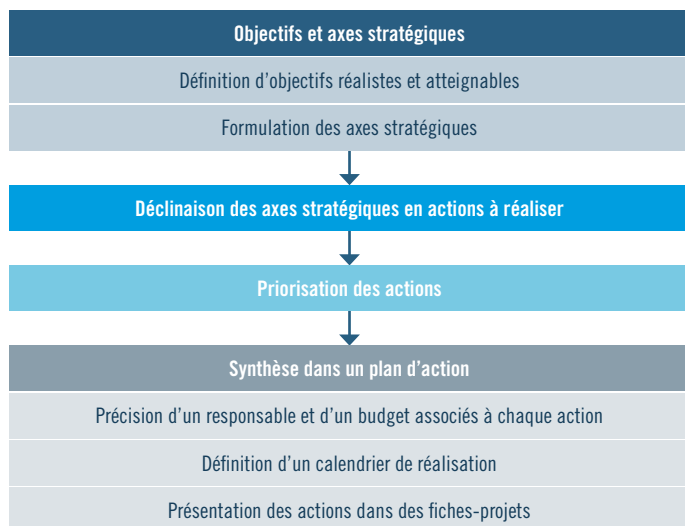 Objectifs et axes stratégiques
Définition d’objectifs réalistes et atteignables
Formulation des axes stratégiques
Déclinaison des axes stratégiques en actions à réaliser
Priorisation des actions
Synthèse dans un plan d’action
Précision d’un responsable et d’un budget associés à chaque action
Définition d’un calendrier de réalisation
Présentation des actions dans des fiches-projets